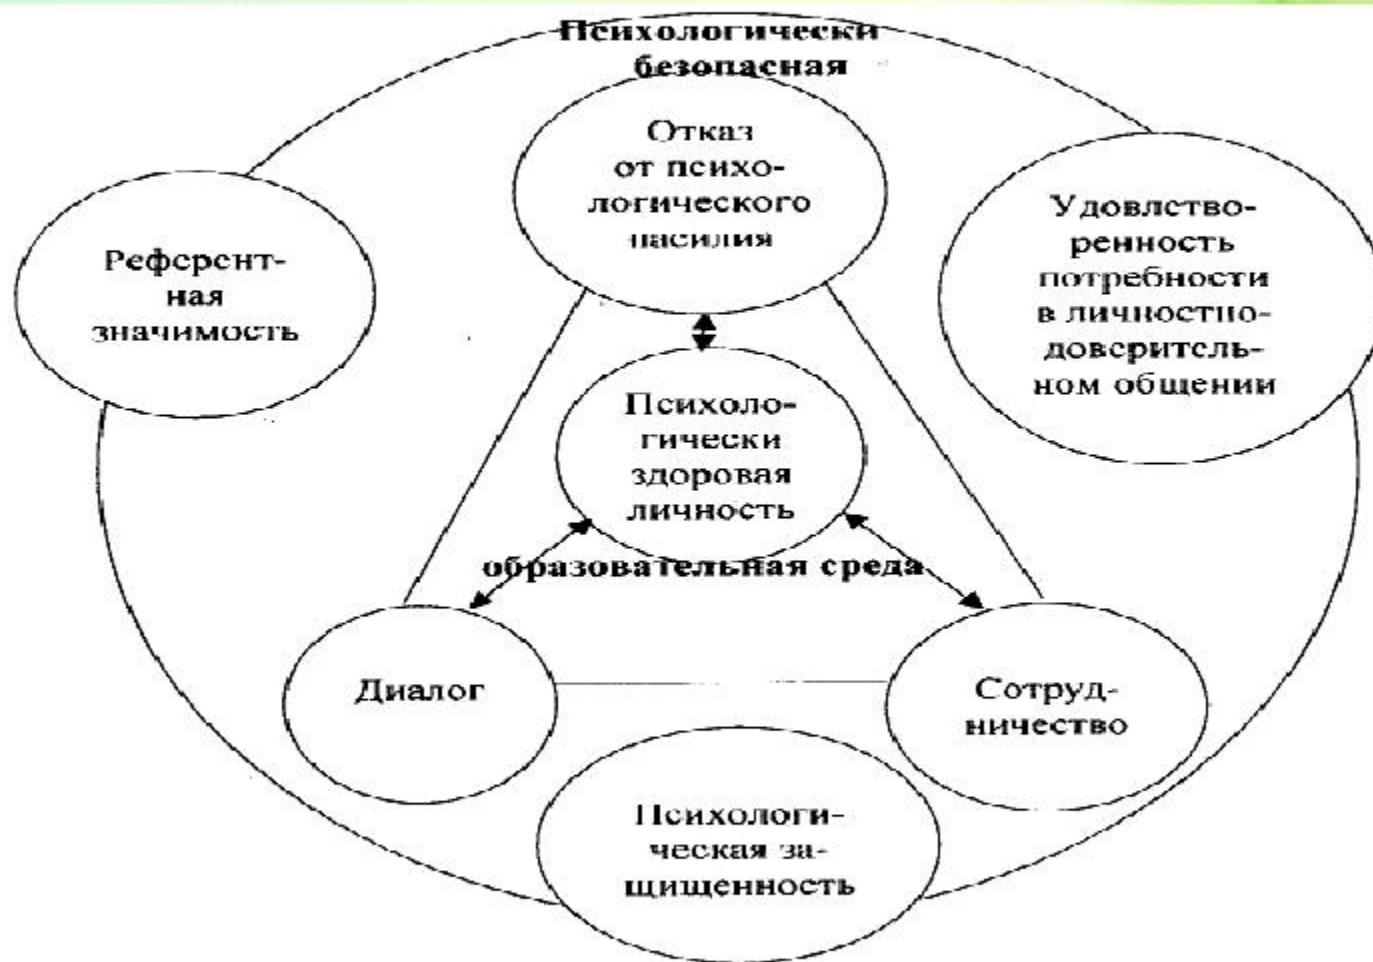 Психологически
безопасная
Отказ
от психо-
логического
насилия
Референт-
ная
значимость
Удовлетво-
ренность
потребности
в личностно-
доверитель-
ном общении
Психоло-
гически
здоровая
личность
образовательная среда
Диалог
Сотруд-
ничество
Психологи-
ческая за-
щищенность